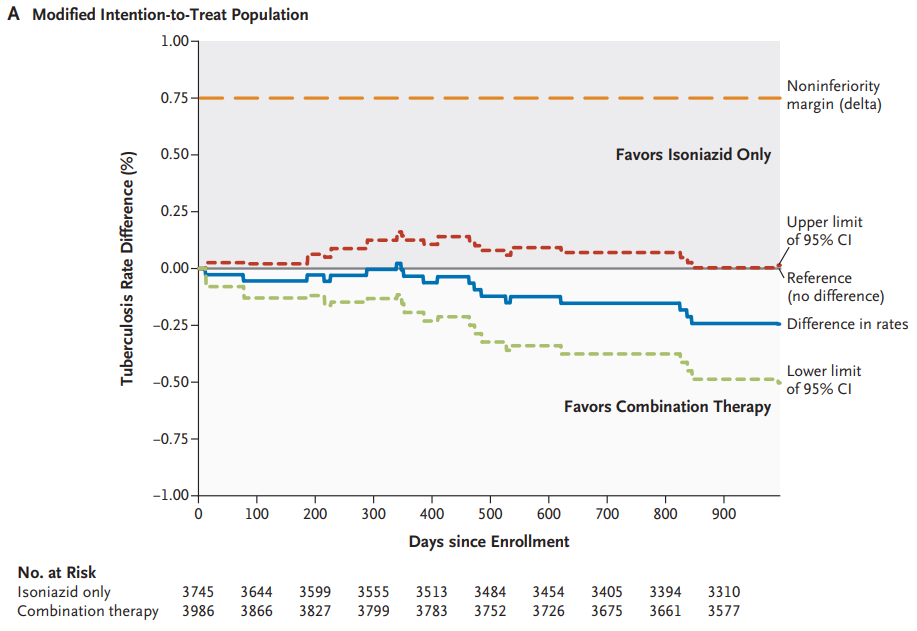 A Modified Intention-to-Treat Population
1.00
0.75
0.50
0.25
0.00
−0.25
−0.50
−0.75
−1.00
Tuberculosis Rate Difference (%)
Noninferiority
margin (delta)
Favors Isoniazid Only
Upper limit
of 95% CI
Reference
(no difference)
Difference in rates
Lower limit
of 95% CI
Favors Combination Therapy
0 100 200 300 400 500 600 700 800 900
Days since Enrollment
No. at Risk
Isoniazid only 3745 3644 3599 3555 3513 3484 3454 3405 3394 3310
Combination therapy 3986 3866 3827 3799 3783 3752 3726 3675 3661 3577